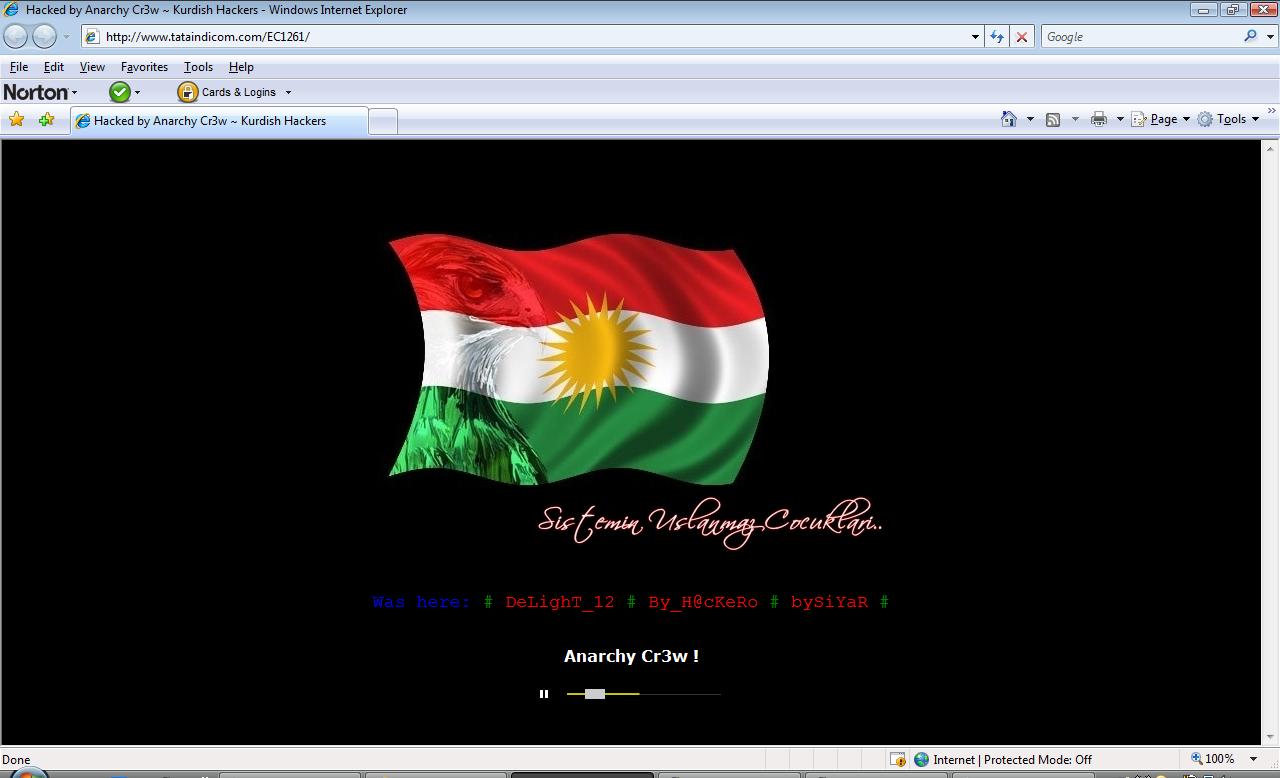 Hacked by Anarchy Cr3w ~ Kurdish Hackers - Windows Internet Explorer
http://www.tataindicom.com/EC1261/
Google
File Edit View Favorites Tools Help
Norton Cards & Logins
Hacked by Anarchy Cr3w ~ Kurdish Hackers
Page Tools
Sistemin Uslanmaz Cocuklari..
Was here: # DeLighT_12 # By_H@cKeRo # bySiYaR #
Anarchy Cr3w !
Done
Internet | Protected Mode: Off
100%